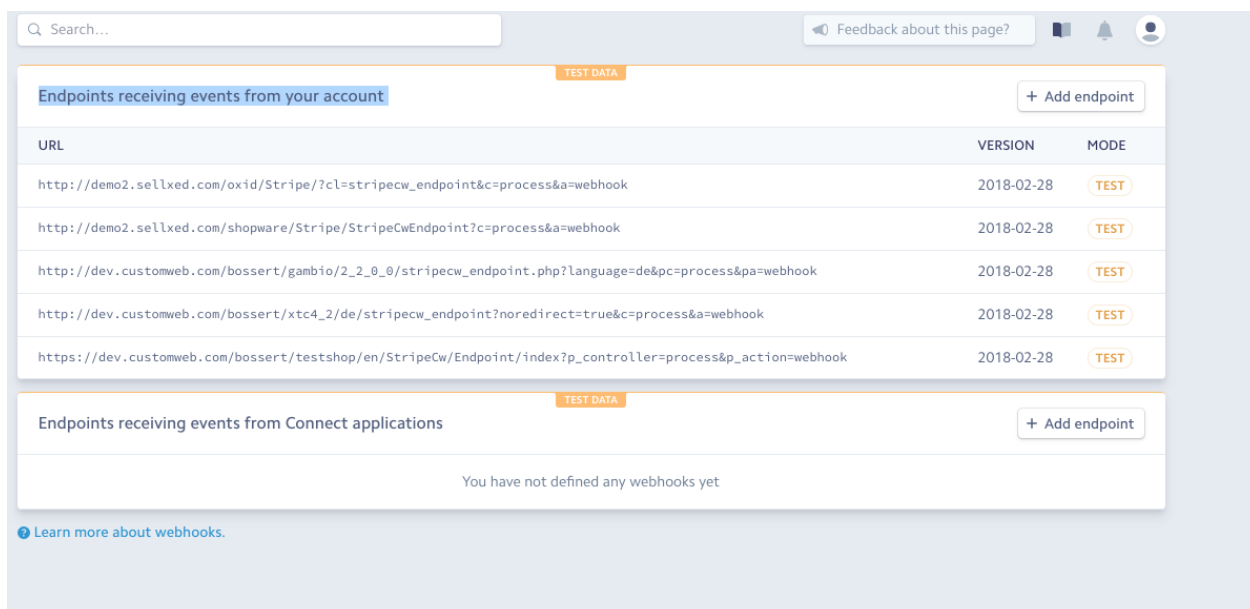 Search...
Feedback about this page?
TEST DATA
Endpoints receiving events from your account
+ Add endpoint
URL VERSION MODE
http://demo2.sellxed.com/oxid/Stripe/?cl=stripecw_endpoint&c=process&a=webhook 2018-02-28 TEST
http://demo2.sellxed.com/shopware/Stripe/StripeCwEndpoint?c=process&a=webhook 2018-02-28 TEST
http://dev.customweb.com/bossert/gambio/2_2_0_0/stripecw_endpoint.php?language=de&pc=process&pa=webhook 2018-02-28 TEST
http://dev.customweb.com/bossert/xtc4_2/de/stripecw_endpoint?noredirect=true&c=process&a=webhook 2018-02-28 TEST
https://dev.customweb.com/bossert/testshop/en/StripeCw/Endpoint/index?p_controller=process&p_action=webhook 2018-02-28 TEST
TEST DATA
Endpoints receiving events from Connect applications
+ Add endpoint
You have not defined any webhooks yet
Learn more about webhooks.